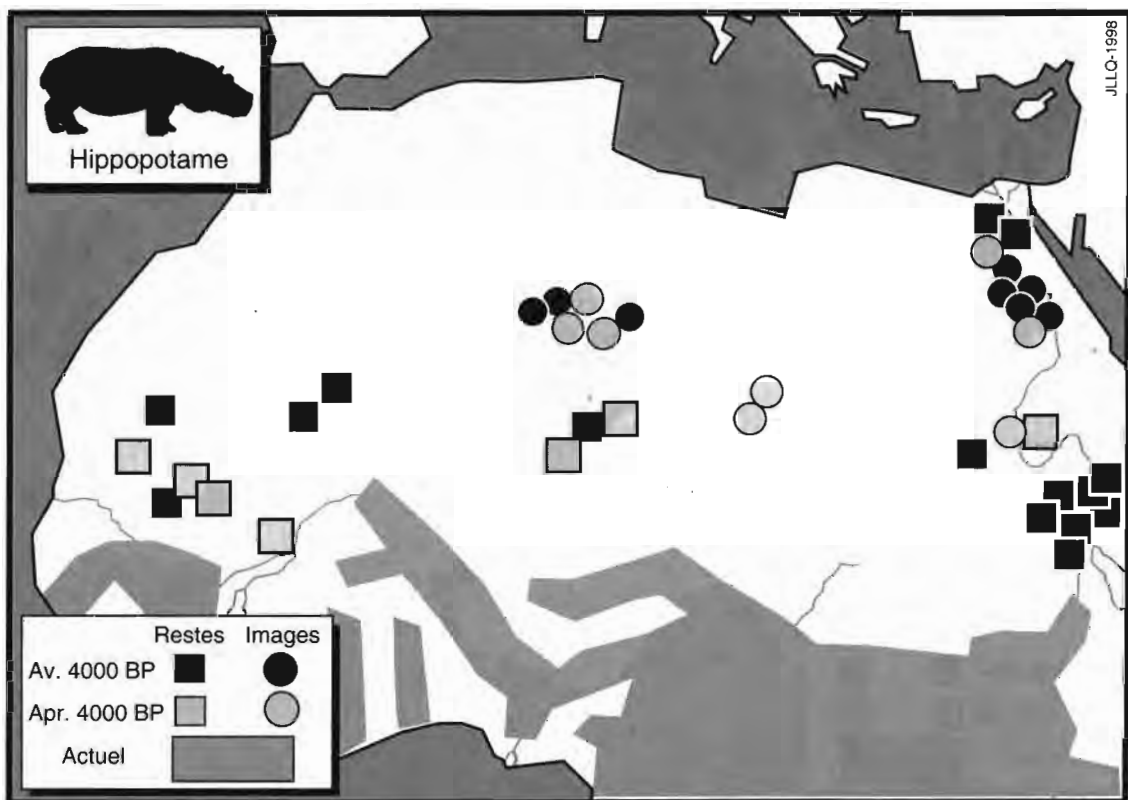 JLLQ-1998
Hippopotame
Restes Images
Av. 4000 BP
Apr. 4000 BP
Actuel